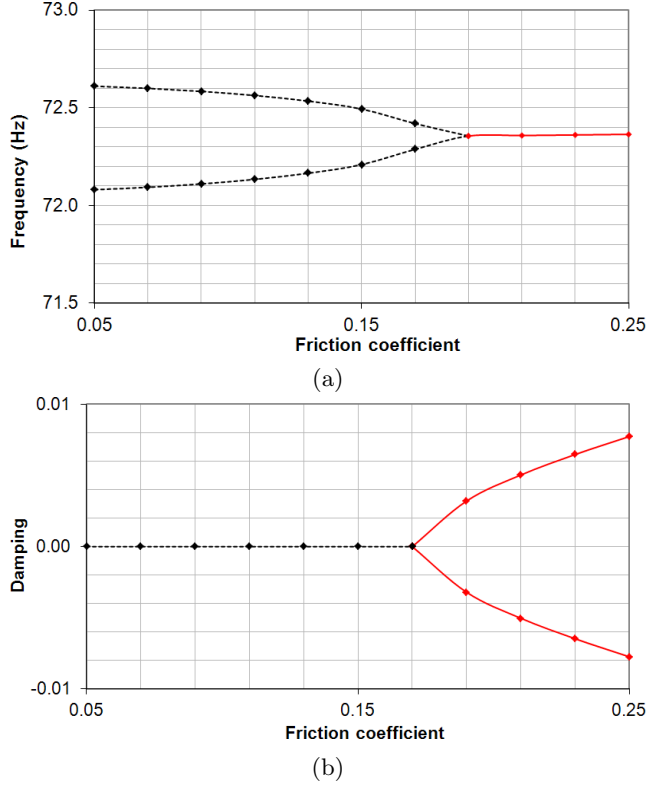 73.0
72.5
72.0
71.5
Frequency (Hz)
0.05 0.15 0.25
Friction coefficient
(a)
0.01
0.00
-0.01
Damping
0.05 0.15 0.25
Friction coefficient
(b)